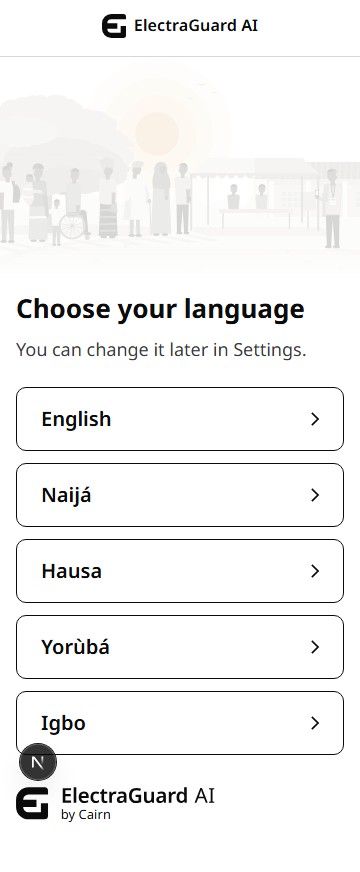 ElectraGuard AI
Choose your language
You can change it later in Settings.
English
Naijá
Hausa
Yorùbá
Igbo
N
ElectraGuard AI
by Cairn